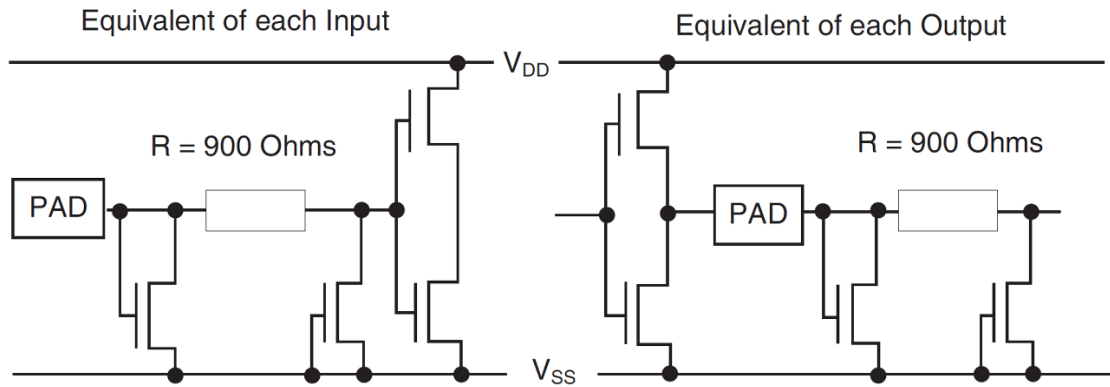 Equivalent of each Input
Equivalent of each Output
V_DD
R = 900 Ohms
R = 900 Ohms
PAD
PAD
V_SS